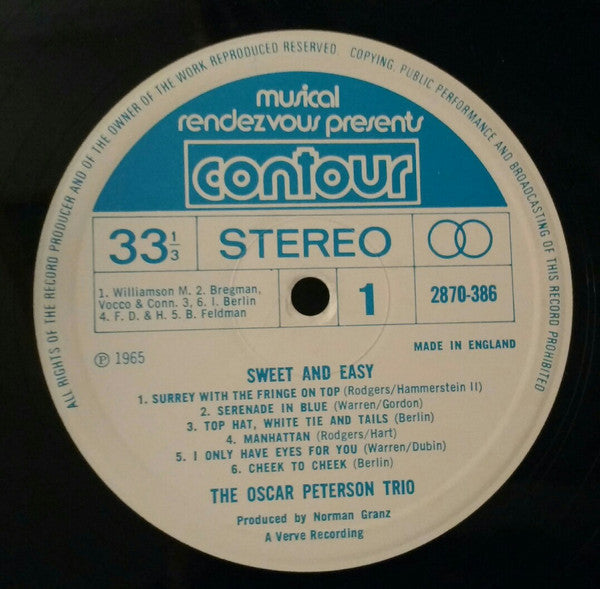 ALL RIGHTS OF THE RECORD PRODUCER AND OF THE OWNER OF THE WORK REPRODUCED RESERVED. COPYING, PUBLIC PERFORMANCE AND BROADCASTING OF THIS RECORD PROHIBITED
musical
rendezvous presents
contour
33 1/3 STEREO
1. Williamson M. 2. Bregman,
Vocco & Conn. 3, 6. I. Berlin
4. F. D. & H. 5. B. Feldman
1
2870-386
MADE IN ENGLAND
℗ 1965
SWEET AND EASY
1. SURREY WITH THE FRINGE ON TOP (Rodgers/Hammerstein II)
2. SERENADE IN BLUE (Warren/Gordon)
3. TOP HAT, WHITE TIE AND TAILS (Berlin)
4. MANHATTAN (Rodgers/Hart)
5. I ONLY HAVE EYES FOR YOU (Warren/Dubin)
6. CHEEK TO CHEEK (Berlin)
THE OSCAR PETERSON TRIO
Produced by Norman Granz
A Verve Recording